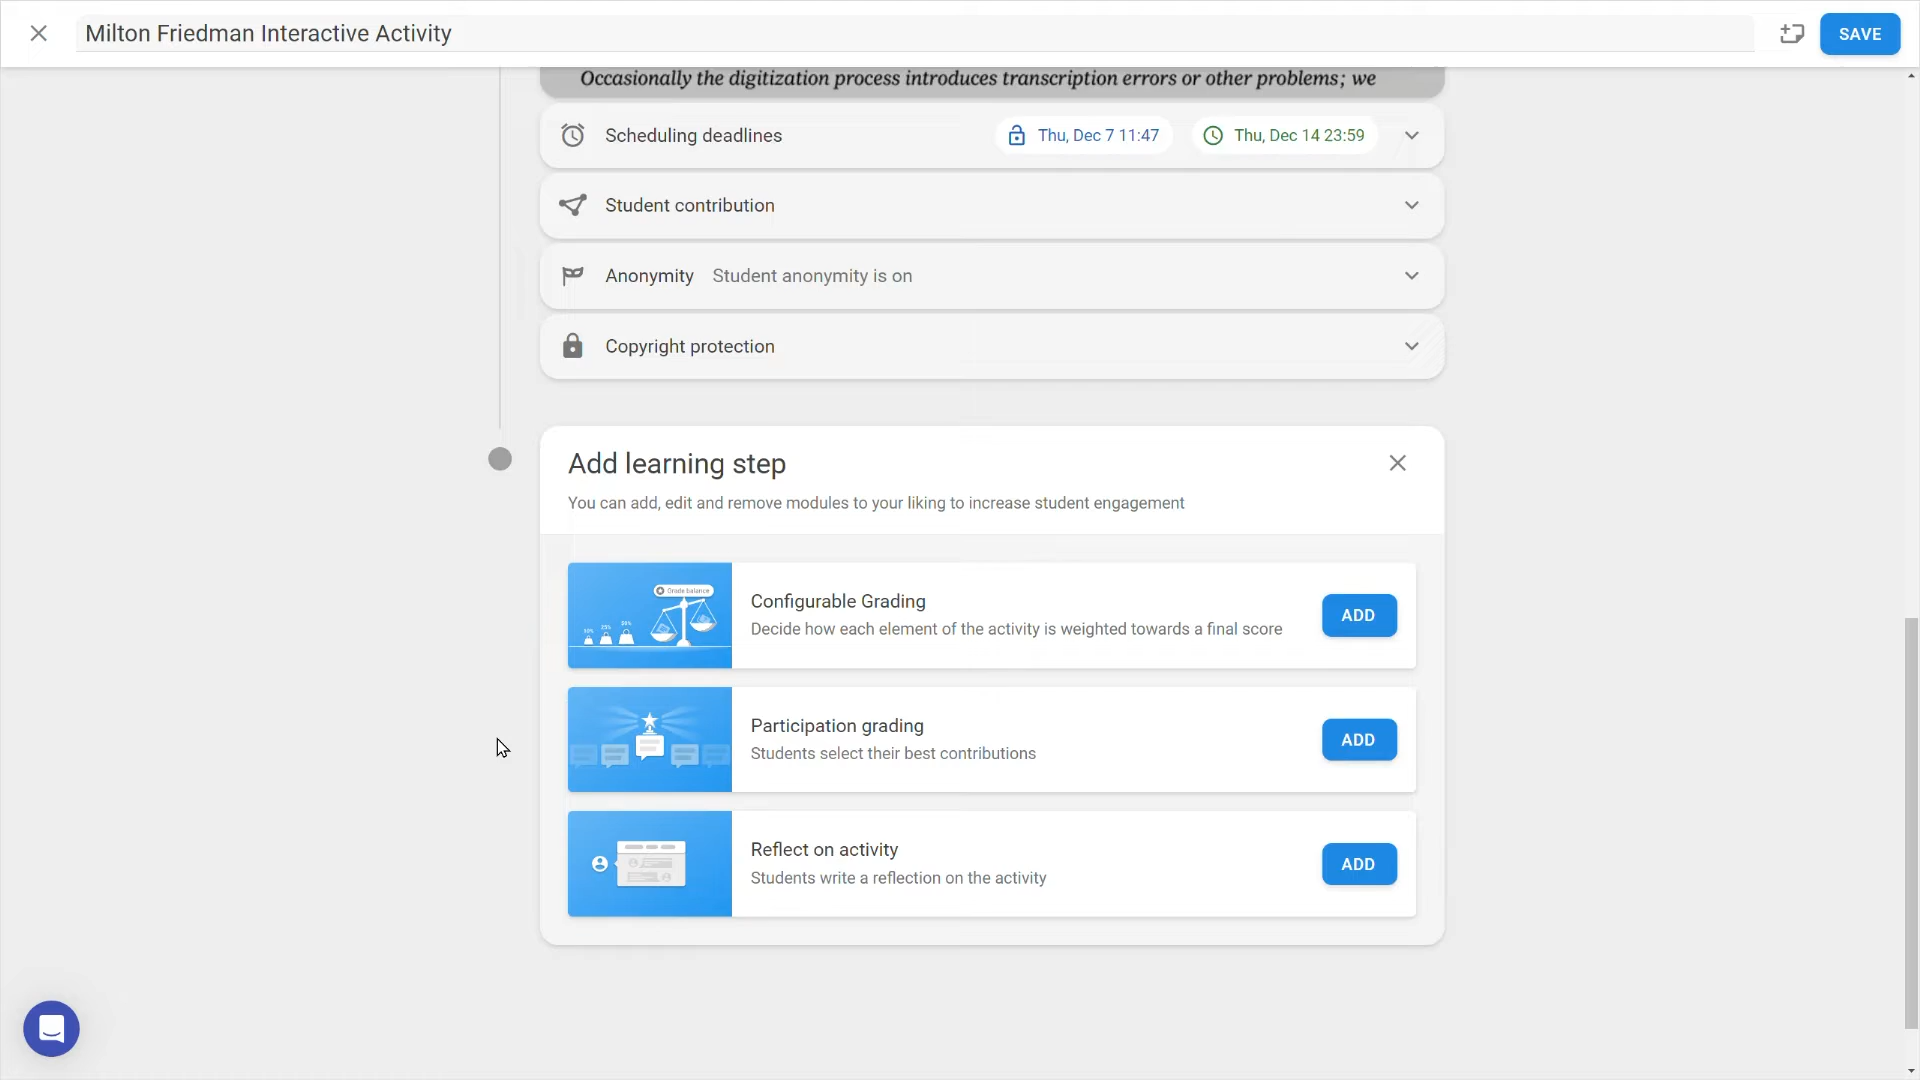 Milton Friedman Interactive Activity
SAVE
Occasionally the digitization process introduces transcription errors or other problems; we
Scheduling deadlines
Thu, Dec 7 11:47
Thu, Dec 14 23:59
Student contribution
Anonymity Student anonymity is on
Copyright protection
Add learning step
You can add, edit and remove modules to your liking to increase student engagement
Grade balance
Configurable Grading
Decide how each element of the activity is weighted towards a final score
ADD
Participation grading
Students select their best contributions
ADD
Reflect on activity
Students write a reflection on the activity
ADD